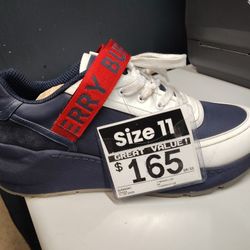 ERRY BU
Size 11
GREAT VALUE!
$165